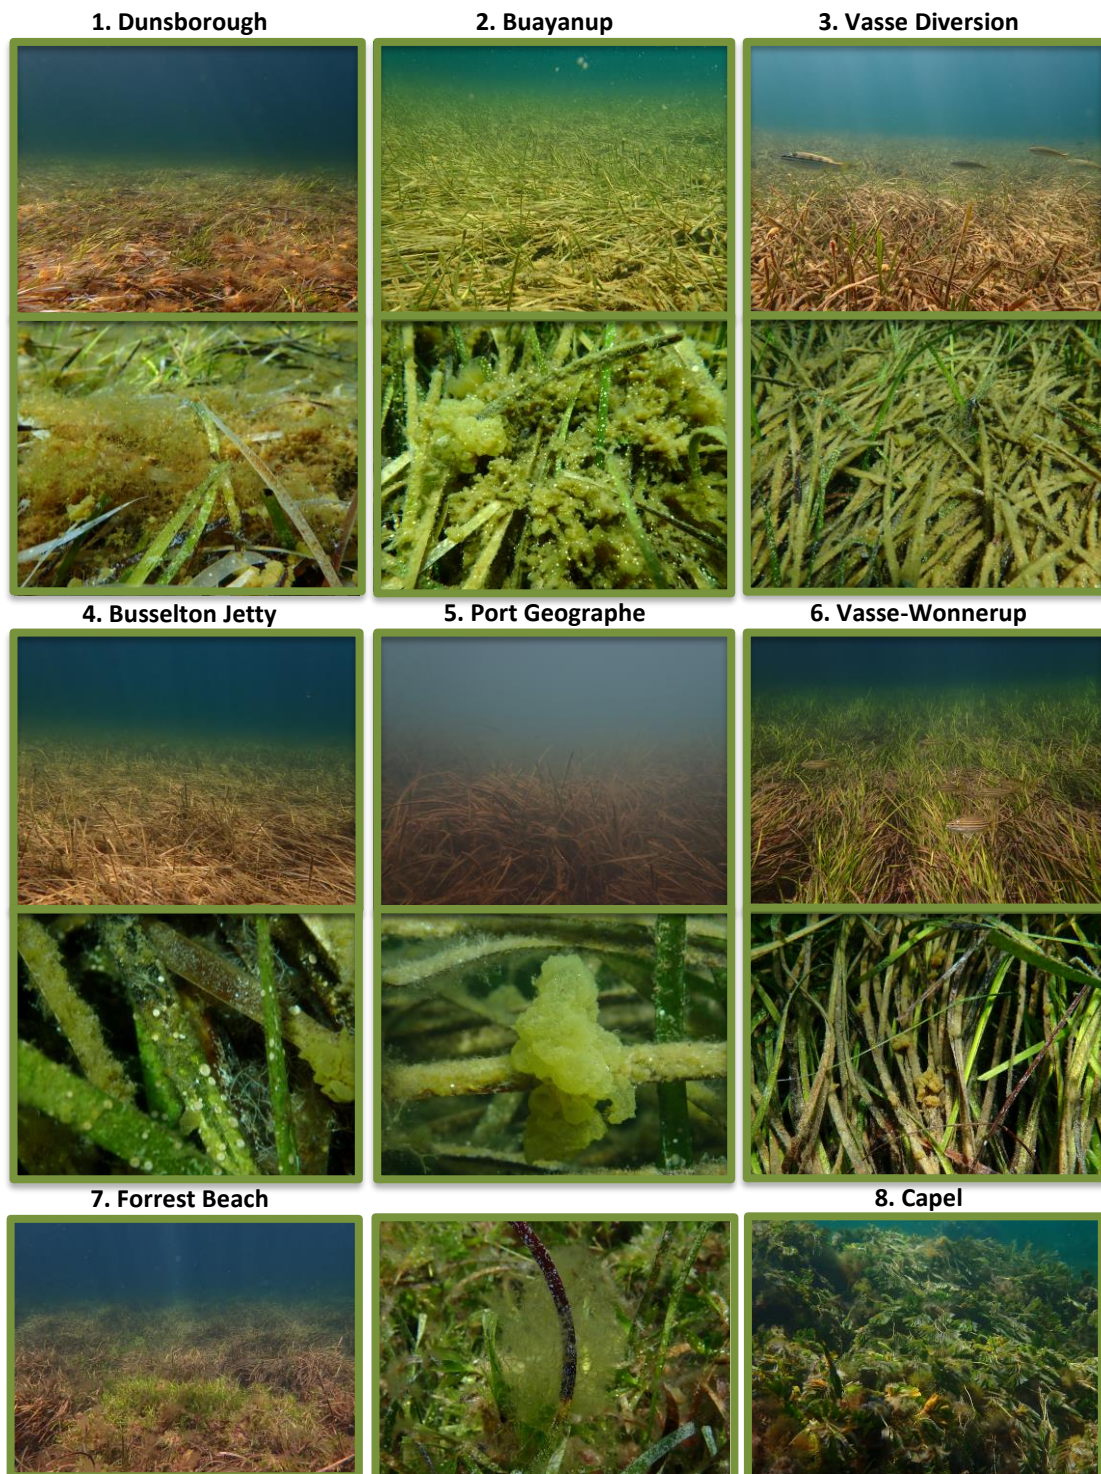 1. Dunsborough
2. Buayanup
3. Vasse Diversion
4. Busselton Jetty
5. Port Geographe
6. Vasse-Wonnerup
7. Forrest Beach
8. Capel